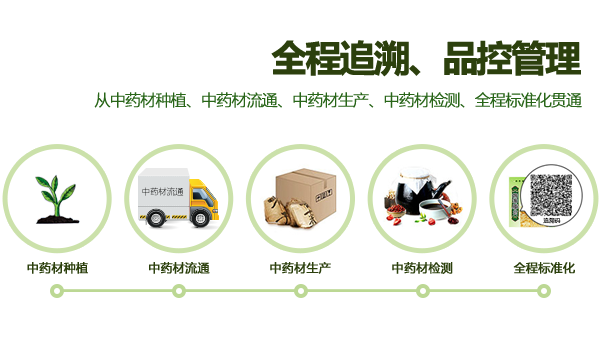 全程追溯、品控管理
从中药材种植、中药材流通、中药材生产、中药材检测、全程标准化贯通
中药材流通
追溯码
中药材种植
中药材流通
中药材生产
中药材检测
全程标准化